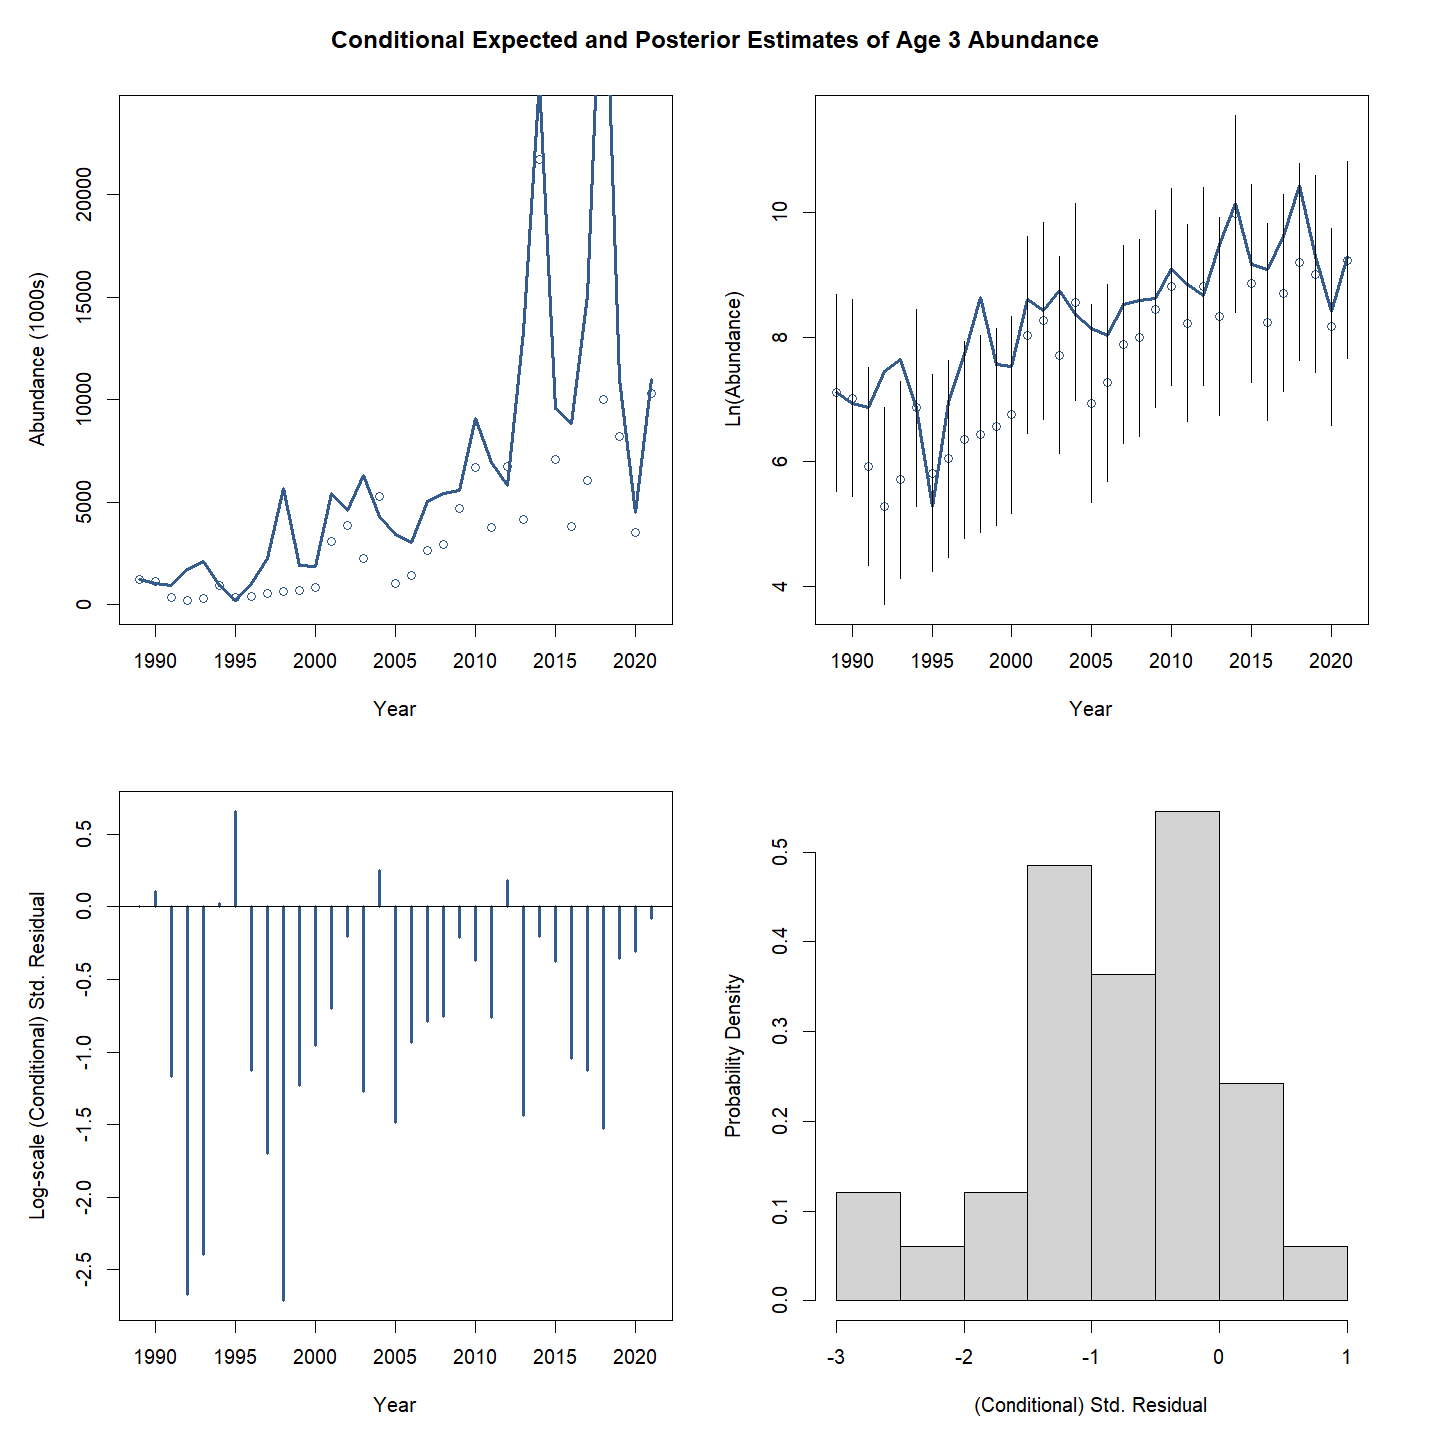 Conditional Expected and Posterior Estimates of Age 3 Abundance
Abundance (1000s)
0
5000
10000
15000
20000
1990 1995 2000 2005 2010 2015 2020
Year
Ln(Abundance)
4
6
8
10
1990 1995 2000 2005 2010 2015 2020
Year
Log-scale (Conditional) Std. Residual
-2.5
-2.0
-1.5
-1.0
-0.5
0.0
0.5
1990 1995 2000 2005 2010 2015 2020
Year
Probability Density
0.0
0.1
0.2
0.3
0.4
0.5
-3 -2 -1 0 1
(Conditional) Std. Residual